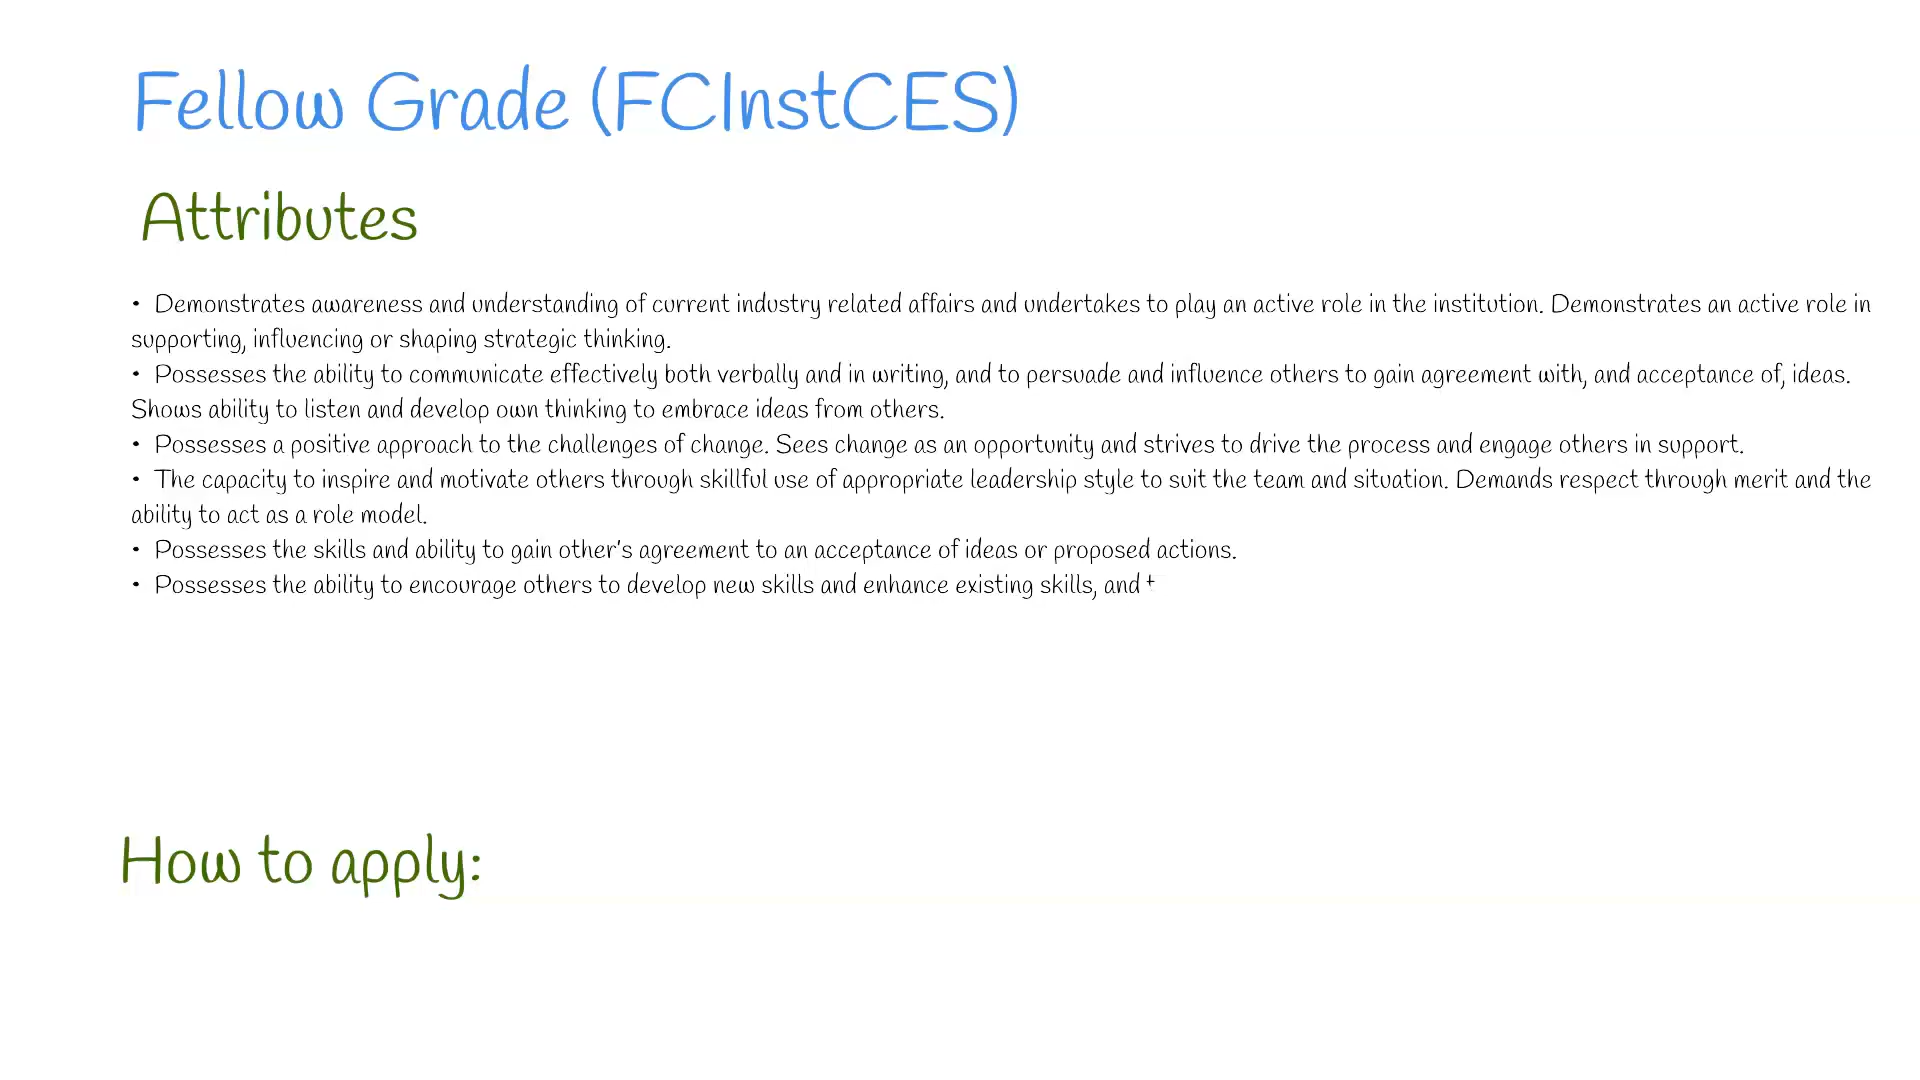 Fellow Grade (FCInstCES)
Attributes
• Demonstrates awareness and understanding of current industry related affairs and undertakes to play an active role in the institution. Demonstrates an active role in
supporting, influencing or shaping strategic thinking.
• Possesses the ability to communicate effectively both verbally and in writing, and to persuade and influence others to gain agreement with, and acceptance of, ideas.
Shows ability to listen and develop own thinking to embrace ideas from others.
• Possesses a positive approach to the challenges of change. Sees change as an opportunity and strives to drive the process and engage others in support.
• The capacity to inspire and motivate others through skillful use of appropriate leadership style to suit the team and situation. Demands respect through merit and the
ability to act as a role model.
• Possesses the skills and ability to gain other's agreement to an acceptance of ideas or proposed actions.
• Possesses the ability to encourage others to develop new skills and enhance existing skills, and
How to apply: